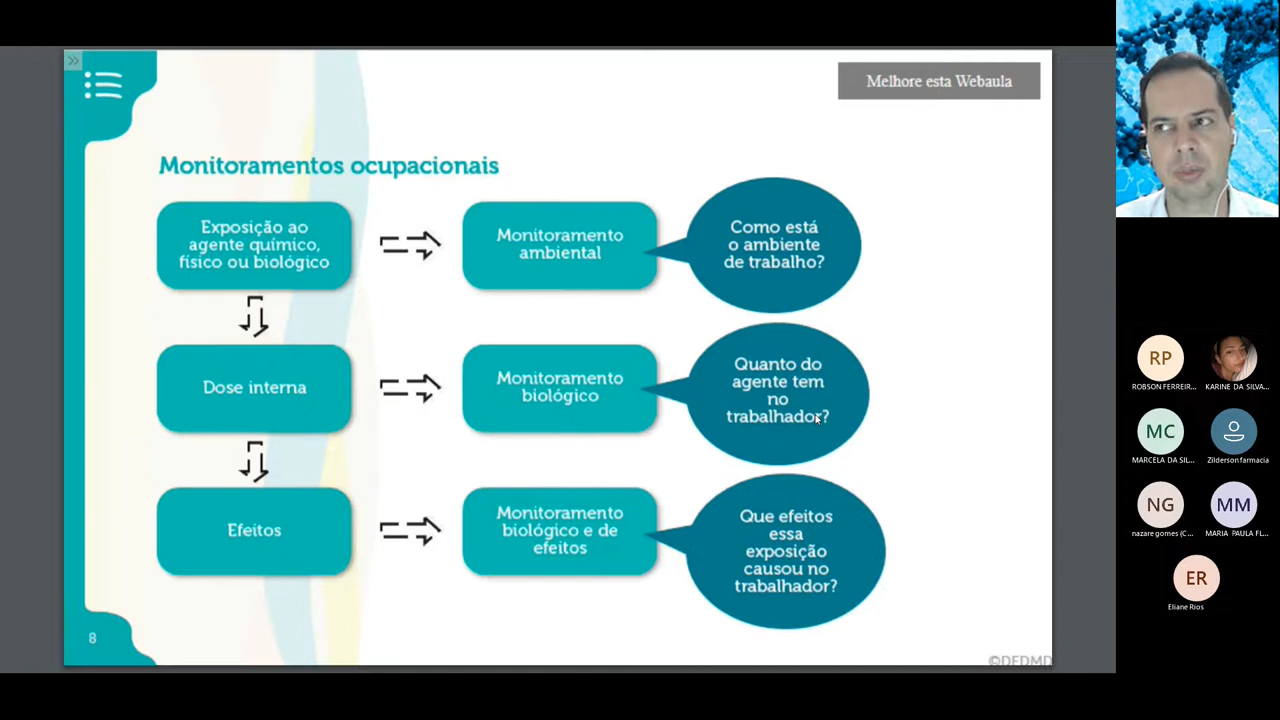 Melhore esta Webaula
Monitoramentos ocupacionais
Exposição ao
agente químico,
físico ou biológico
Monitoramento
ambiental
Como está
o ambiente
de trabalho?
Dose interna
Monitoramento
biológico
Quanto do
agente tem
no
trabalhador?
Efeitos
Monitoramento
biológico e de
efeitos
Que efeitos
essa
exposição
causou no
trabalhador?
8
©DEDMD
RP
ROBSON FERREIR...
KARINE DA SILVA...
MC
MARCELA DA SIL...
Zildersonfarmacia
NG
nazare gomes (C...
MM
MARIA PAULA FL...
ER
Eliane Rios